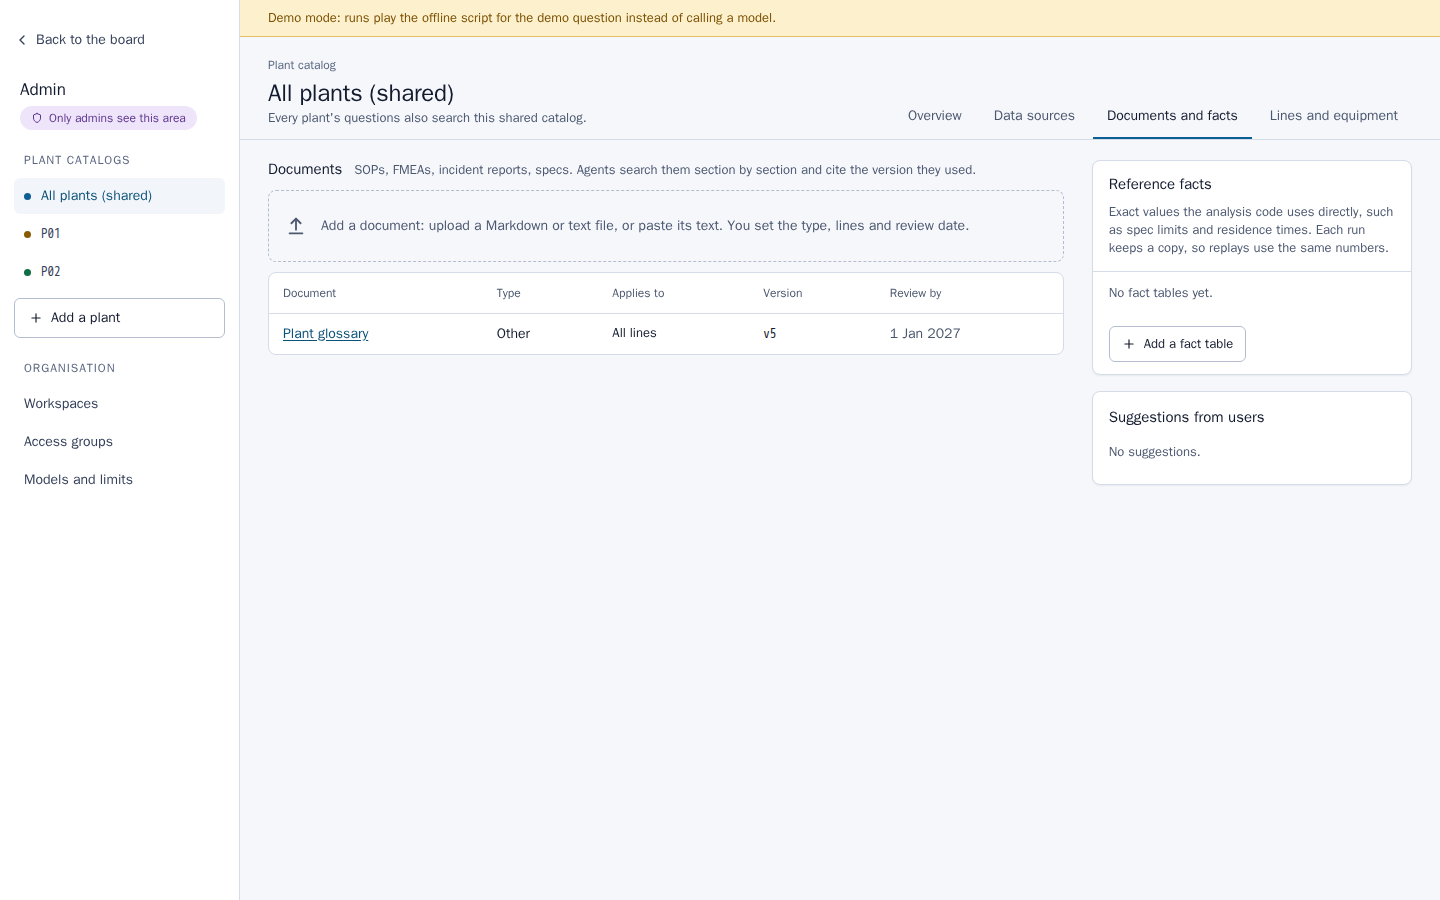 Demo mode: runs play the offline script for the demo question instead of calling a model.
Back to the board
Admin
Only admins see this area
PLANT CATALOGS
All plants (shared)
P01
P02
Add a plant
ORGANISATION
Workspaces
Access groups
Models and limits
Plant catalog
All plants (shared)
Every plant's questions also search this shared catalog.
Overview
Data sources
Documents and facts
Lines and equipment
Documents SOPs, FMEAs, incident reports, specs. Agents search them section by section and cite the version they used.
Add a document: upload a Markdown or text file, or paste its text. You set the type, lines and review date.
Document Type Applies to Version Review by
Plant glossary Other All lines v5 1 Jan 2027
Reference facts
Exact values the analysis code uses directly, such
as spec limits and residence times. Each run
keeps a copy, so replays use the same numbers.
No fact tables yet.
Add a fact table
Suggestions from users
No suggestions.